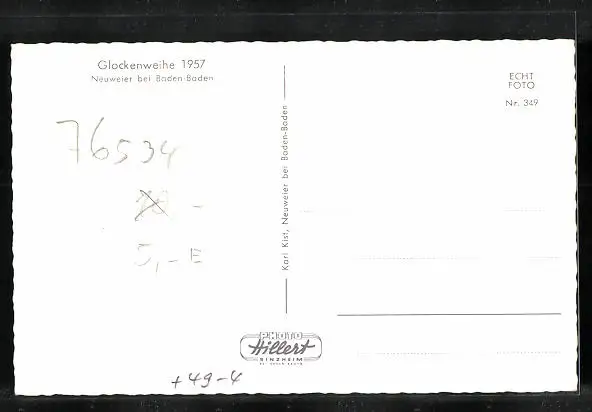 Glockenweihe 1957
Neuweier bei Baden-Baden
ECHT
FOTO
Nr. 349
76534
5,- E
Karl Kist, Neuweier bei Baden-Baden
PHOTO
Hillert
SINZHEIM
+49-4